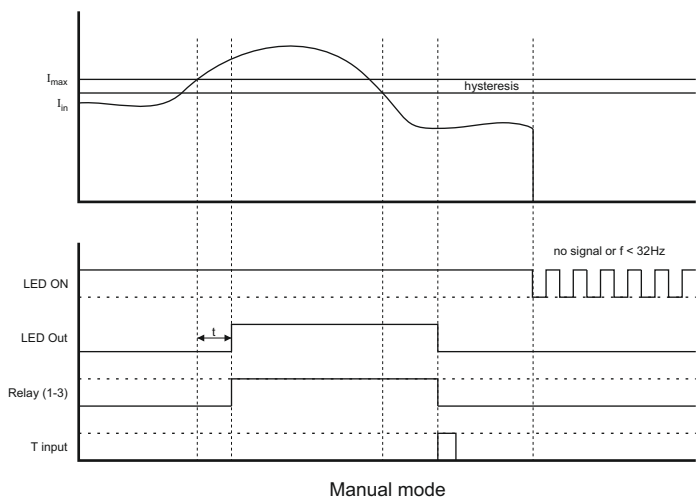 Imax
hysteresis
Iin
no signal or f < 32Hz
LED ON
LED Out
t
Relay (1-3)
T input
Manual mode